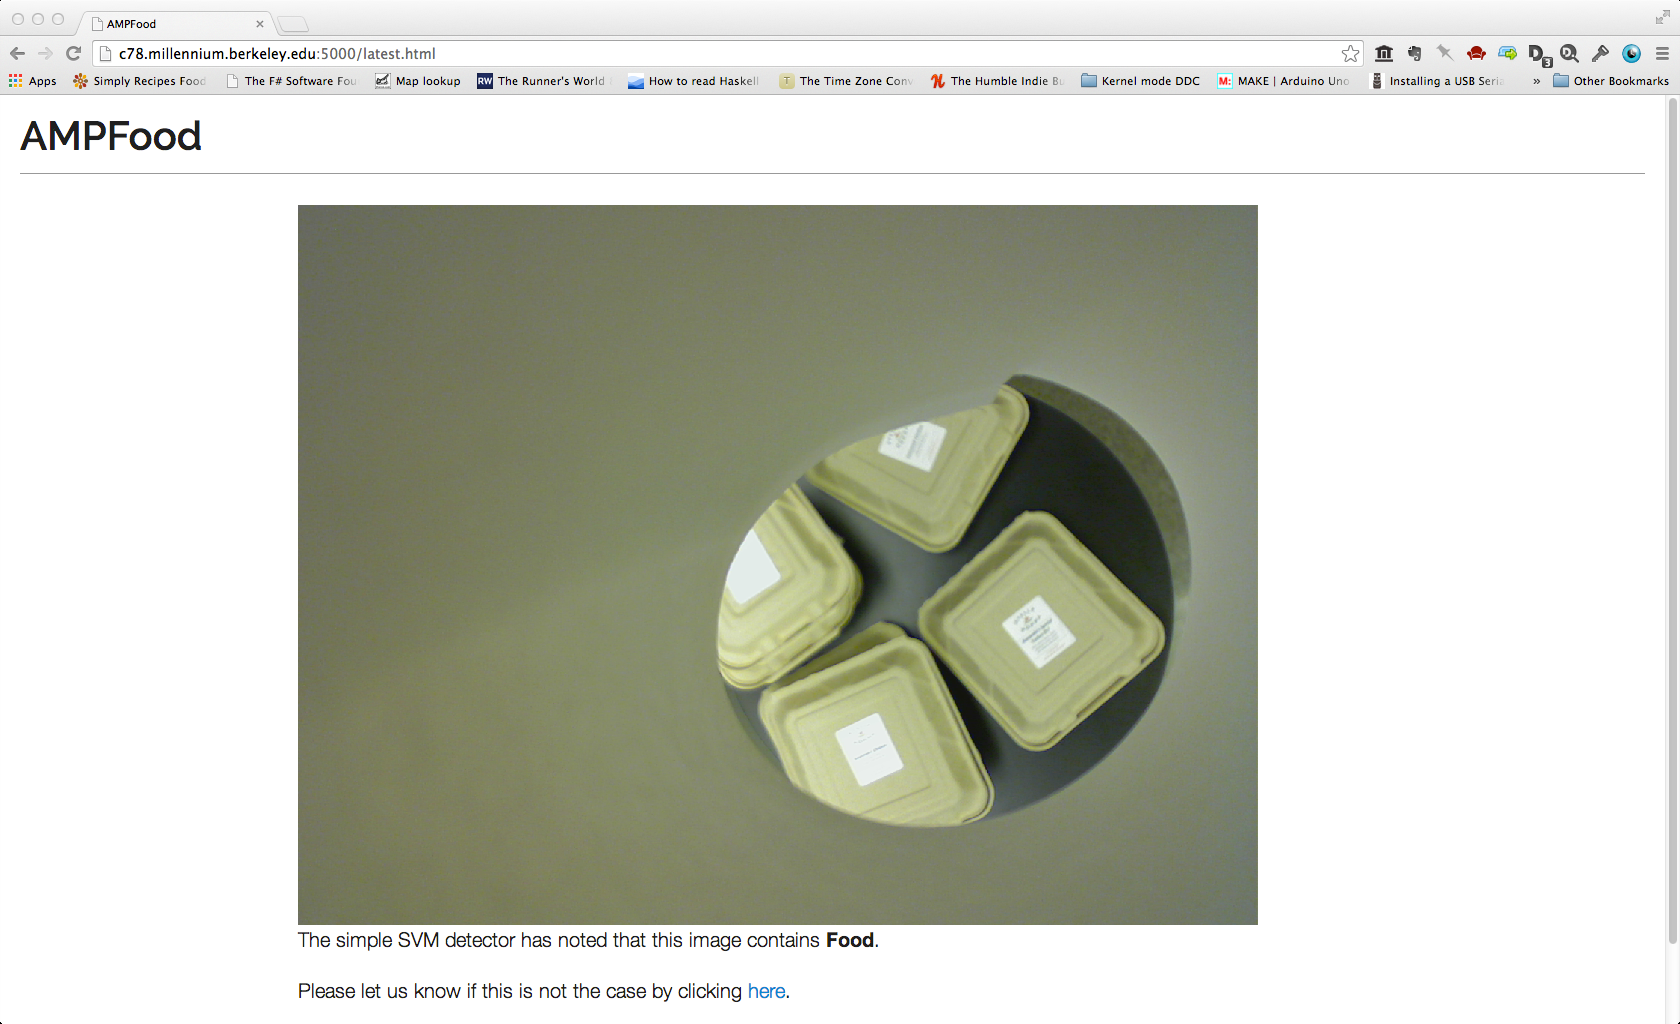 AMPFood
c78.millennium.berkeley.edu:5000/latest.html
3
Apps
Simply Recipes Food
The F# Software Fou
Map lookup
RW The Runner's World
How to read Haskell
T The Time Zone Conv
The Humble Indie Bu
Kernel mode DDC
M: MAKE | Arduino Uno
Installing a USB Seria
»
Other Bookmarks
AMPFood
The simple SVM detector has noted that this image contains Food.
Please let us know if this is not the case by clicking here.